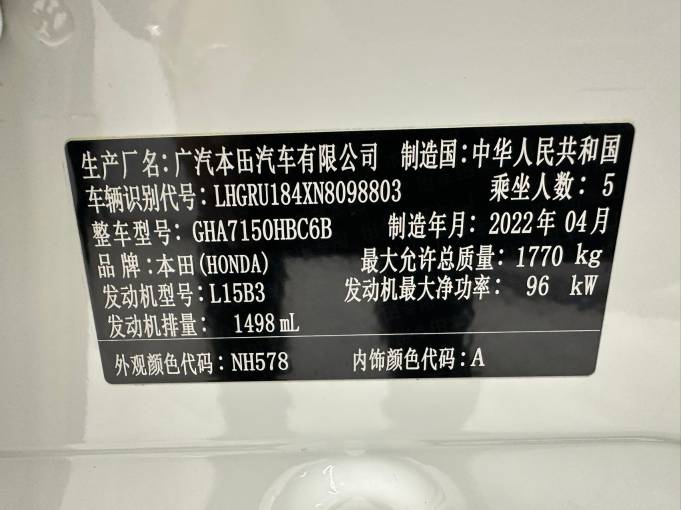 生产厂名：广汽本田汽车有限公司 制造国：中华人民共和国
车辆识别代号：LHGRU184XN8098803 乘坐人数：5
整车型号：GHA7150HBC6B 制造年月：2022年 04月
品牌：本田(HONDA) 最大允许总质量：1770 kg
发动机型号：L15B3 发动机最大净功率： 96 kW
发动机排量： 1498 mL
外观颜色代码：NH578 内饰颜色代码：A